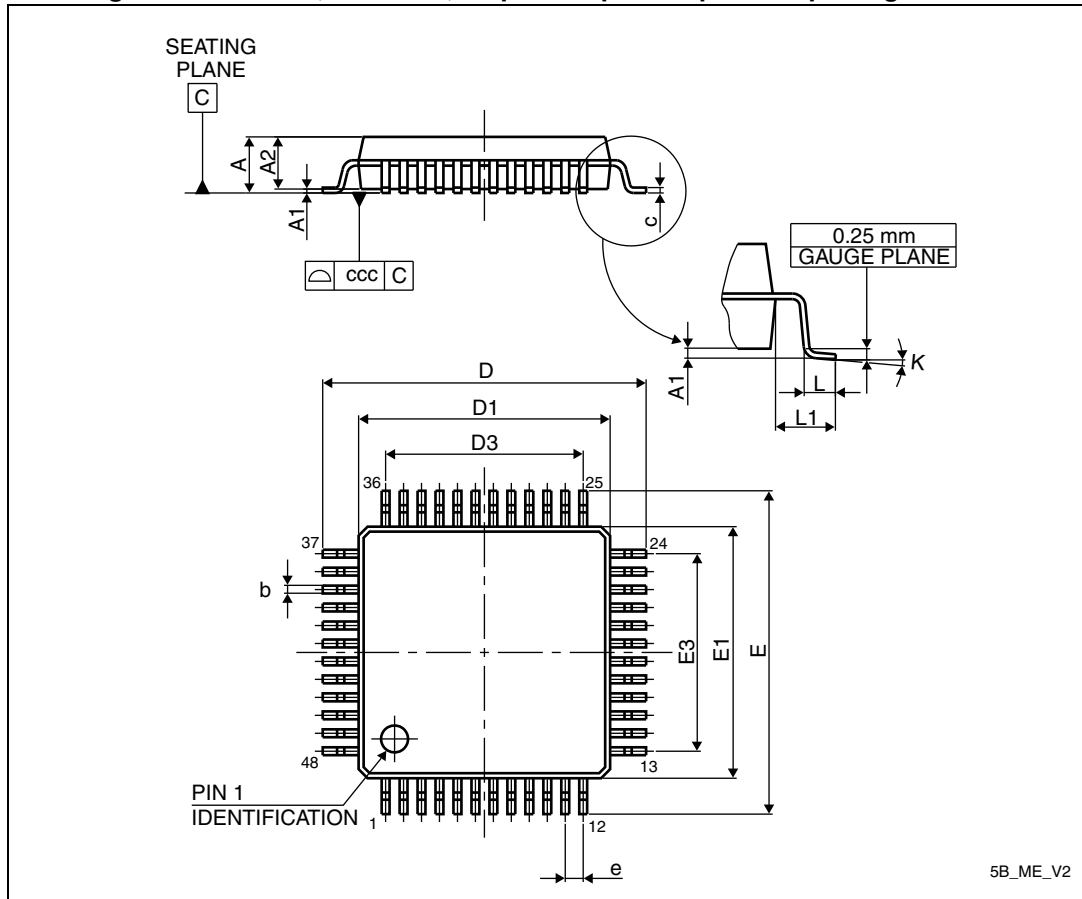 SEATING
PLANE
C
A
A2
A1
c
ccc C
0.25 mm
GAUGE PLANE
A1
K
L
L1
D
D1
D3
36
25
37
24
b
E3
E1
E
48
13
PIN 1
IDENTIFICATION
1
12
e
5B_ME_V2